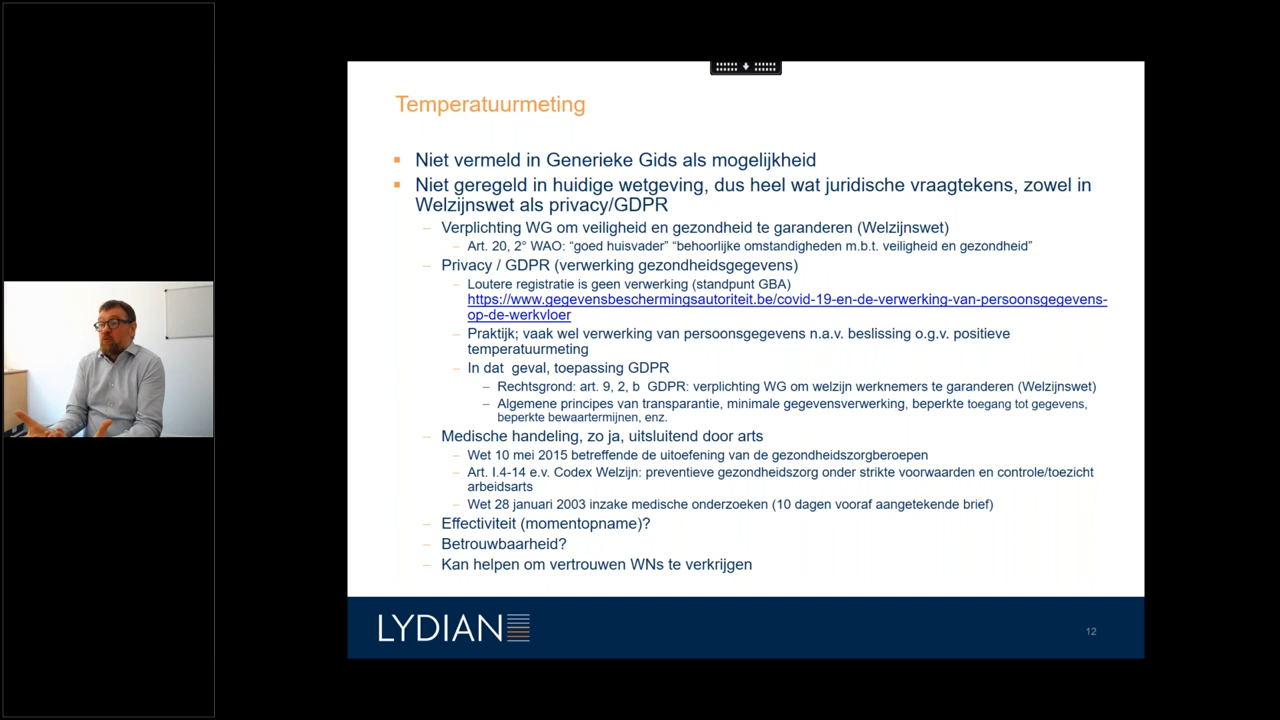 Temperatuurmeting
▪ Niet vermeld in Generieke Gids als mogelijkheid
▪ Niet geregeld in huidige wetgeving, dus heel wat juridische vraagtekens, zowel in
Welzijnswet als privacy/GDPR
– Verplichting WG om veiligheid en gezondheid te garanderen (Welzijnswet)
– Art. 20, 2° WAO: “goed huisvader” “behoorlijke omstandigheden m.b.t. veiligheid en gezondheid”
– Privacy / GDPR (verwerking gezondheidsgegevens)
– Loutere registratie is geen verwerking (standpunt GBA)
https://www.gegevensbeschermingsautoriteit.be/covid-19-en-de-verwerking-van-persoonsgegevens-
op-de-werkvloer
– Praktijk; vaak wel verwerking van persoonsgegevens n.a.v. beslissing o.g.v. positieve
temperatuurmeting
– In dat geval, toepassing GDPR
– Rechtsgrond: art. 9, 2, b GDPR: verplichting WG om welzijn werknemers te garanderen (Welzijnswet)
– Algemene principes van transparantie, minimale gegevensverwerking, beperkte toegang tot gegevens,
beperkte bewaartermijnen, enz.
– Medische handeling, zo ja, uitsluitend door arts
– Wet 10 mei 2015 betreffende de uitoefening van de gezondheidszorgberoepen
– Art. I.4-14 e.v. Codex Welzijn: preventieve gezondheidszorg onder strikte voorwaarden en controle/toezicht
arbeidsarts
– Wet 28 januari 2003 inzake medische onderzoeken (10 dagen vooraf aangetekende brief)
– Effectiviteit (momentopname)?
– Betrouwbaarheid?
– Kan helpen om vertrouwen WNs te verkrijgen
LYDIAN
12